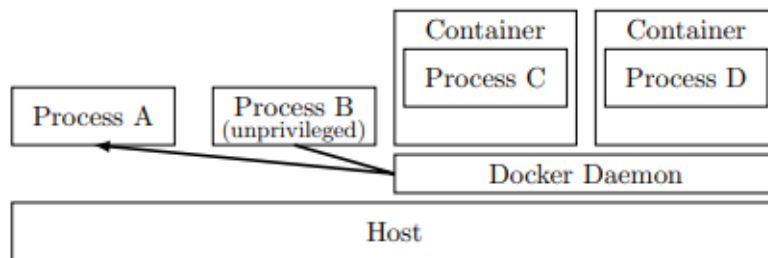 Container
Container
Process C
Process D
Process A
Process B
(unprivileged)
Docker Daemon
Host